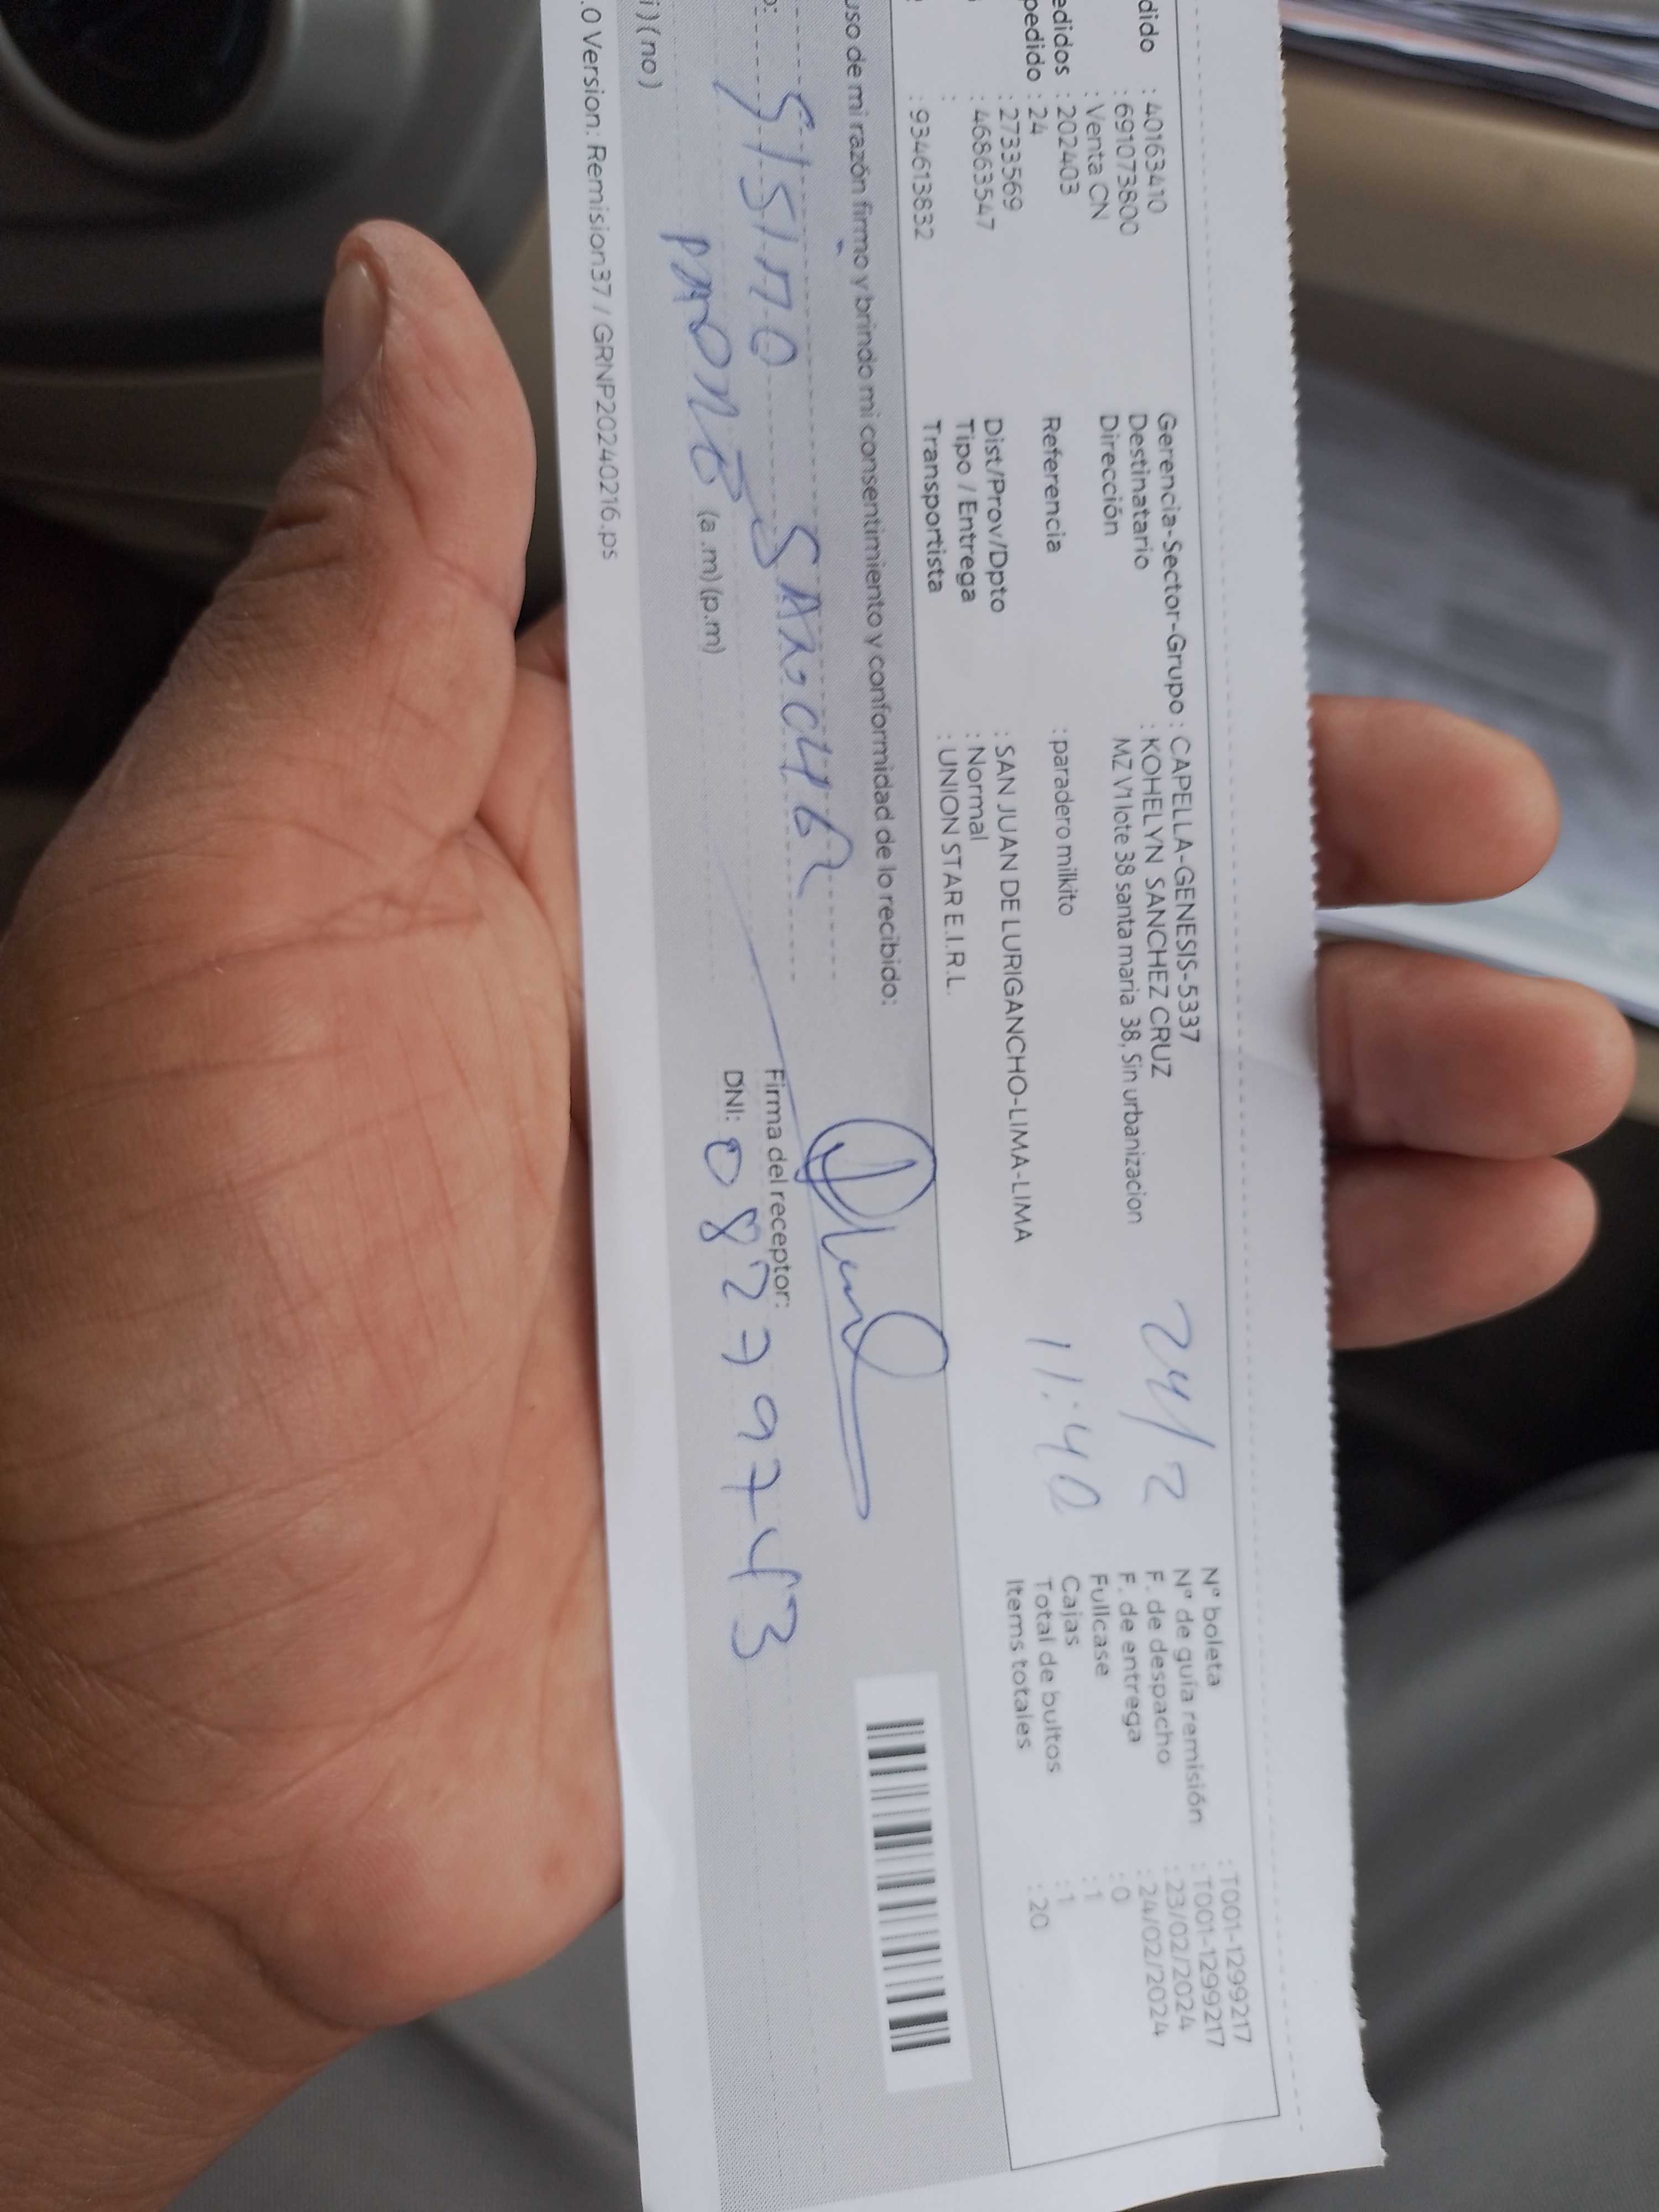 dido : 40163410
: 691073800
: Venta CN
edidos : 202403
pedido : 24
: 2733569
: 46863547
:
: 934613832
Gerencia-Sector-Grupo : CAPELLA-GENESIS-5337
Destinatario : KOHELYN SANCHEZ CRUZ
Dirección MZ V1 lote 38 santa maria 38, Sin urbanizacion
Referencia : paradero milkito
Dist/Prov/Dpto : SAN JUAN DE LURIGANCHO-LIMA-LIMA
Tipo / Entrega : Normal
Transportista : UNION STAR E.I.R.L.
24/2
11:40
N° boleta : T001-1299217
N° de guía remisión : T001-1299217
F. de despacho : 23/02/2024
F. de entrega : 24/02/2024
Fullcase : 0
Cajas : 1
Total de bultos : 1
Items totales : 20
uso de mi razón firmo y brindo mi consentimiento y conformidad de lo recibido:
o: SANCHEZ
(a.m)(p.m)
Firma del receptor:
DNI: 08279743
i) (no)
.0 Version: Remision37 / GRNP20240216.ps